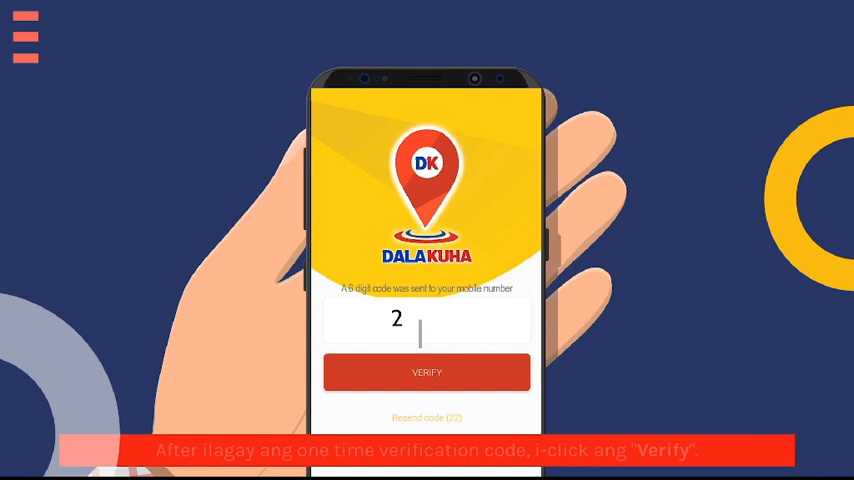 DK
DALAKUHA
A 6 digit code was sent to your mobile number
2
VERIFY
Resend code (22)
After ilagay ang one time verification code, i-click ang "Verify".